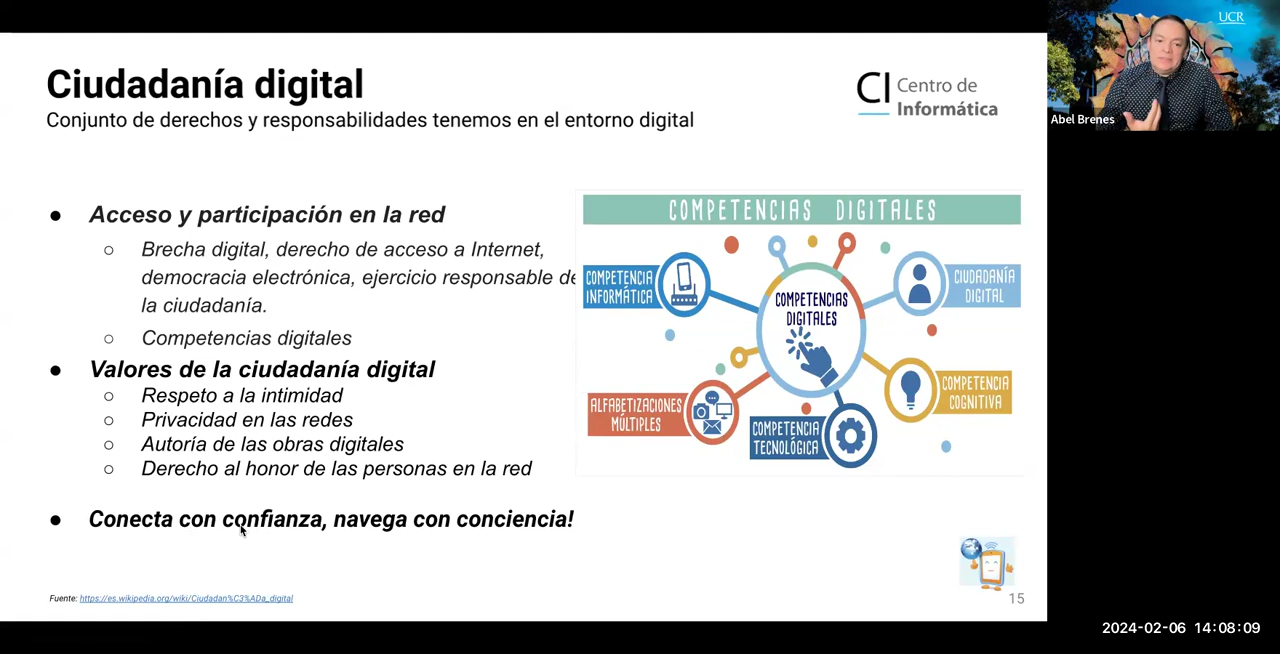 UCR
Abel Brenes
Ciudadanía digital
Conjunto de derechos y responsabilidades tenemos en el entorno digital
CI Centro de
Informática
● Acceso y participación en la red
○ Brecha digital, derecho de acceso a Internet,
democracia electrónica, ejercicio responsable de
la ciudadanía.
○ Competencias digitales
● Valores de la ciudadanía digital
○ Respeto a la intimidad
○ Privacidad en las redes
○ Autoría de las obras digitales
○ Derecho al honor de las personas en la red
● Conecta con confianza, navega con conciencia!
COMPETENCIAS DIGITALES
COMPETENCIA
INFORMÁTICA
COMPETENCIAS
DIGITALES
CIUDADANÍA
DIGITAL
ALFABETIZACIONES
MÚLTIPLES
COMPETENCIA
TECNOLÓGICA
COMPETENCIA
COGNITIVA
Fuente: https://es.wikipedia.org/wiki/Ciudadan%C3%ADa_digital
15
2024-02-06 14:08:09